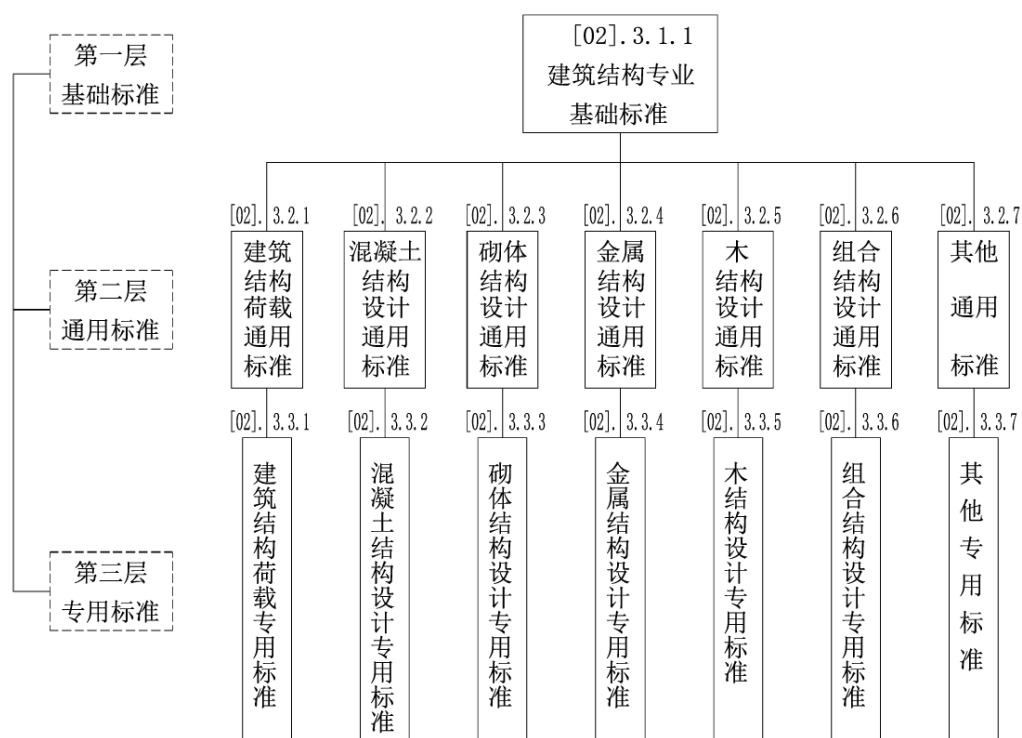 第一层
基础标准
[02].3.1.1
建筑结构专业
基础标准
第二层
通用标准
[02]. 3.2.1
建筑
结构
荷载
通用
标准
[02]. 3.2.2
混凝土
结构
设计
通用
标准
[02]. 3.2.3
砌体
结构
设计
通用
标准
[02]. 3.2.4
金属
结构
设计
通用
标准
[02]. 3.2.5
木
结构
设计
通用
标准
[02]. 3.2.6
组合
结构
设计
通用
标准
[02]. 3.2.7
其他
通用
标准
第三层
专用标准
[02]. 3.3.1
建筑结构荷载专用标准
[02]. 3.3.2
混凝土结构设计专用标准
[02]. 3.3.3
砌体结构设计专用标准
[02]. 3.3.4
金属结构设计专用标准
[02]. 3.3.5
木结构设计专用标准
[02]. 3.3.6
组合结构设计专用标准
[02]. 3.3.7
其他专用标准